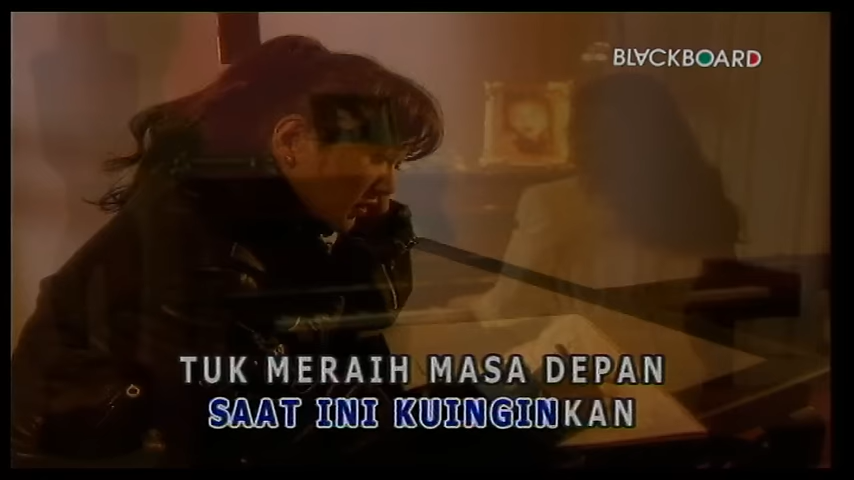 BLACKBOARD
TUK MERAIH MASA DEPAN
SAAT INI KUINGINKAN